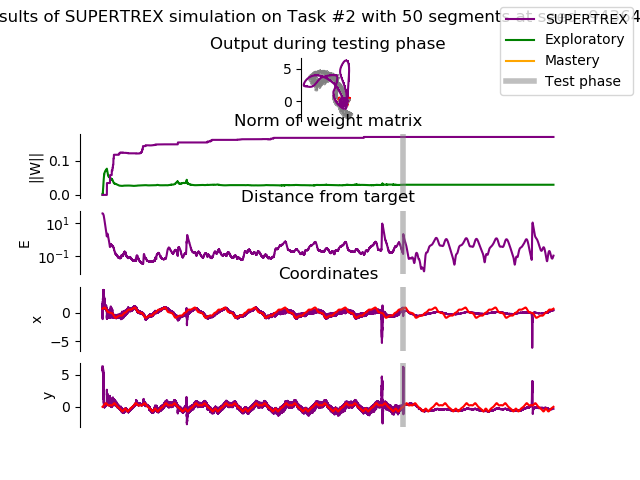 sults of SUPERTREX simulation on Task #2 with 50 segments
SUPERTREX
Exploratory
Mastery
Test phase
Output during testing phase
5
0
Norm of weight matrix
||W||
0.1
0.0
Distance from target
E
10¹
10⁻¹
Coordinates
x
0
−5
y
5
0